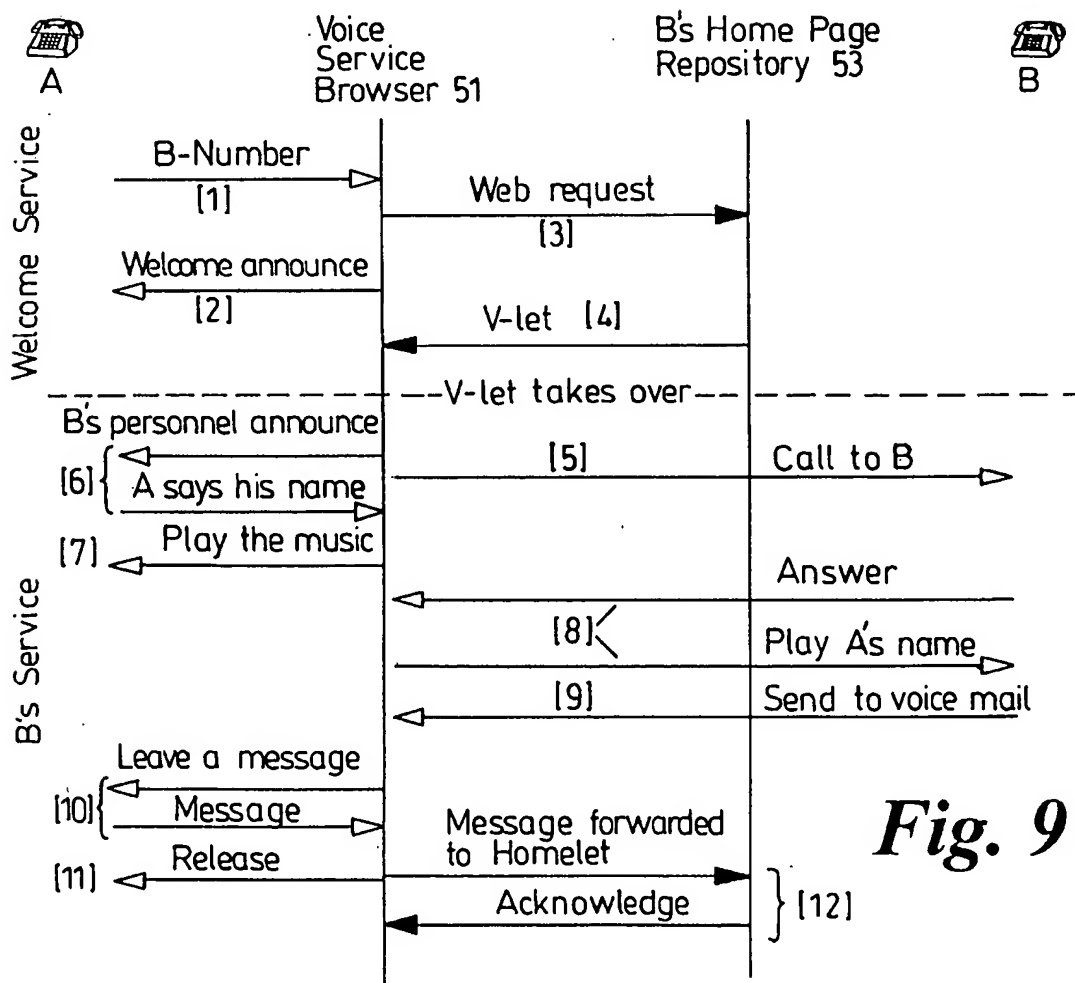 A
Voice
Service
Browser 51
B's Home Page
Repository 53
B
Welcome Service
B-Number
[1]
Web request
[3]
Welcome announce
[2]
V-let [4]
V-let takes over
B's Service
B's personnel announce
[6]
A says his name
[5]
Call to B
[7]
Play the music
Answer
[8]
Play A's name
[9]
Send to voice mail
Leave a message
[10]
Message
Message forwarded
to Homelet
[11]
Release
Acknowledge
[12]
Fig. 9